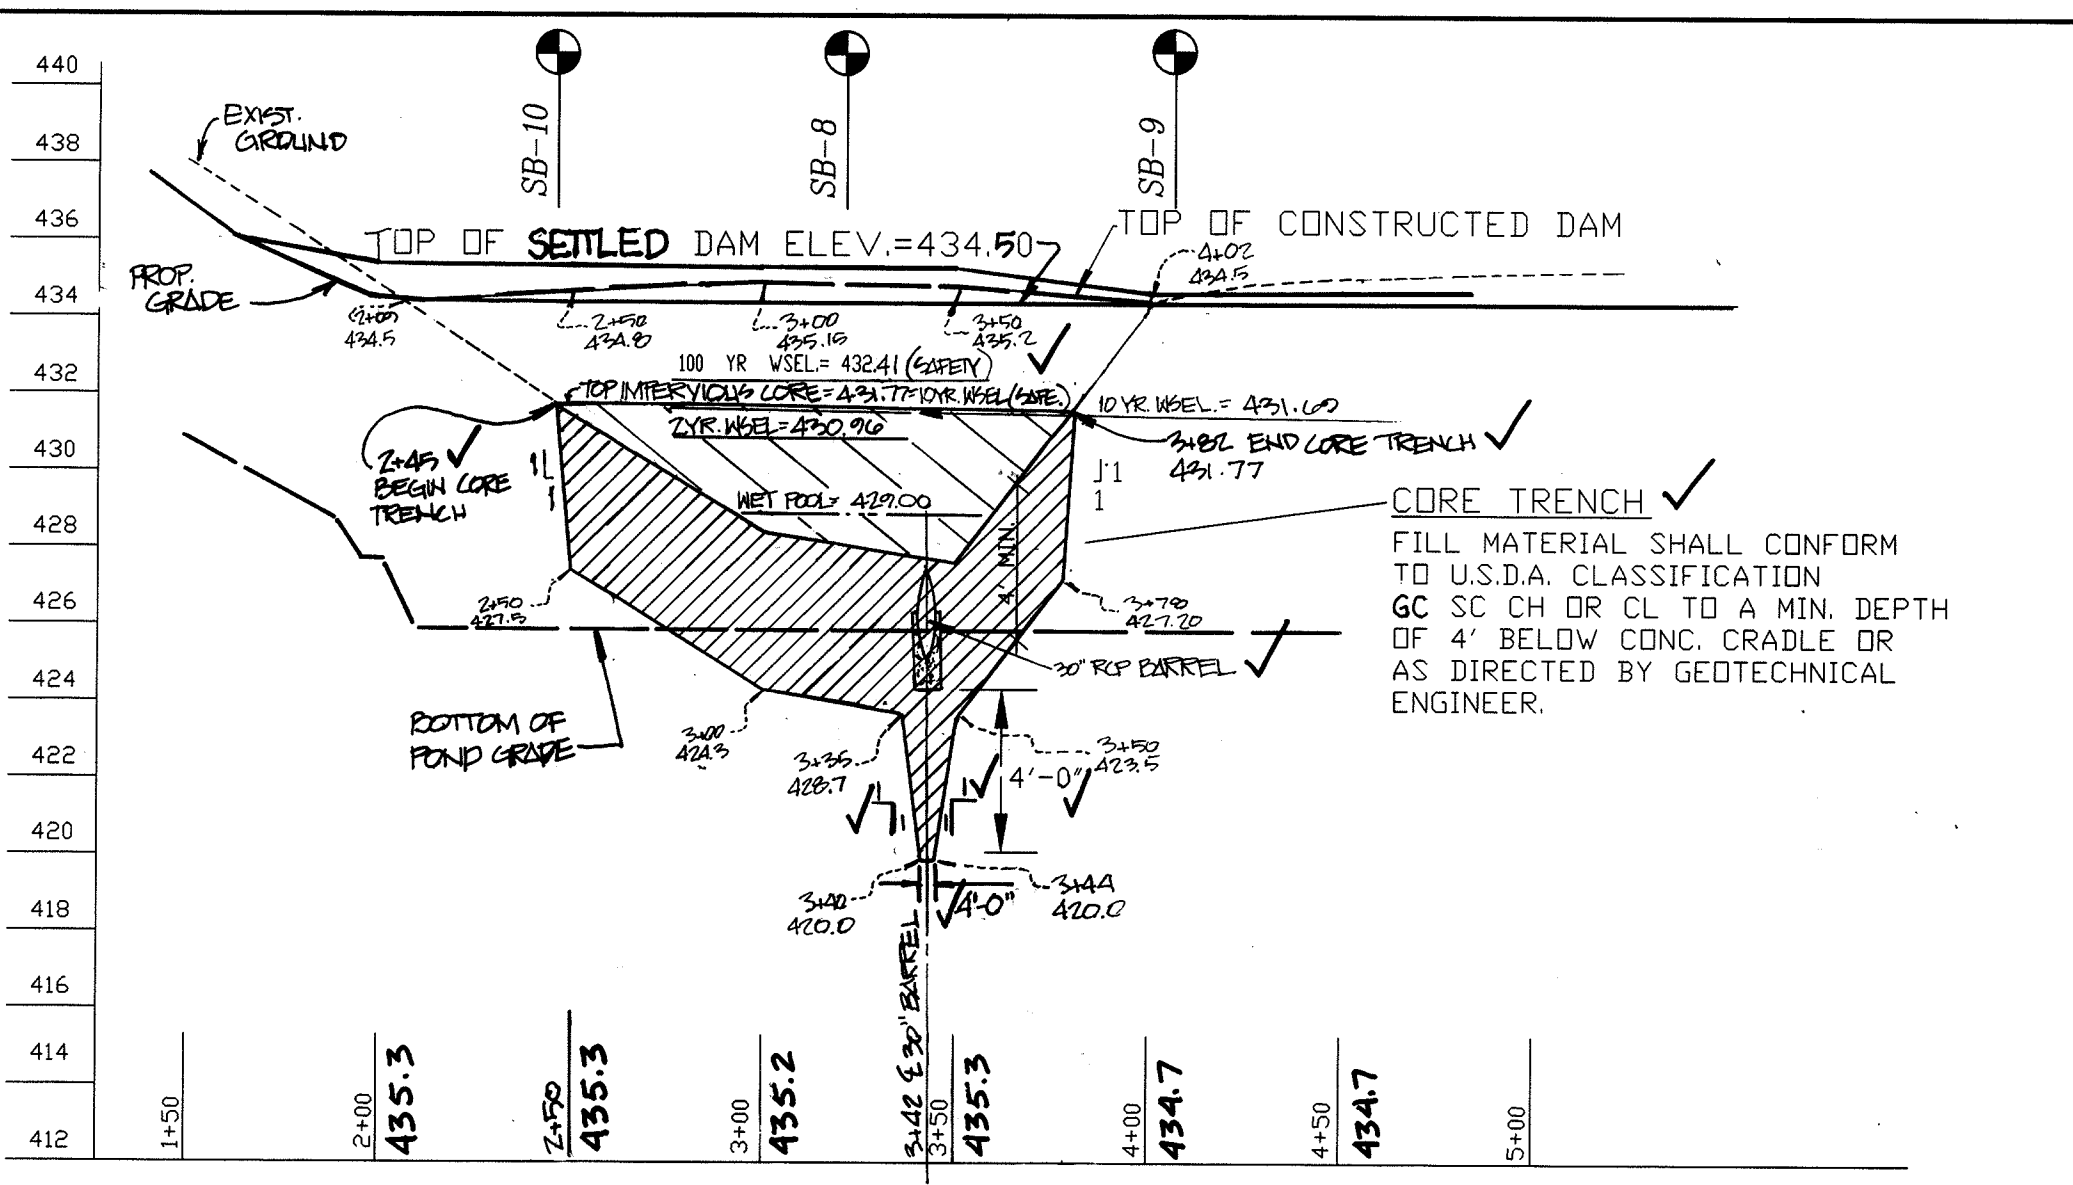 440
438
436
434
432
430
428
426
424
422
420
418
416
414
412
EXIST.
GROUND
SB-10
SB-8
SB-9
TOP OF SETTLED DAM ELEV.=434.50
TOP OF CONSTRUCTED DAM
4+02
434.5
PROP.
GRADE
434.5
2+50
434.8
3+00
435.15
3+50
435.2
100 YR WSEL.= 432.41 (SAFETY)
TOP IMPERVIOUS CORE=431.77=10YR.WSEL(SAFE.)
10 YR. WSEL.=
2YR. WSEL=430.96
3+82 END CORE TRENCH
431.77
2+45
BEGIN CORE
TRENCH
1
1
1
1
WET POOL= 429.00
4' MIN.
CORE TRENCH
FILL MATERIAL SHALL CONFORM
TO U.S.D.A. CLASSIFICATION
GC SC CH OR CL TO A MIN. DEPTH
OF 4' BELOW CONC. CRADLE OR
AS DIRECTED BY GEOTECHNICAL
ENGINEER.
2+50
427.5
427.20
30" RCP BARREL
BOTTOM OF
POND GRADE
3+00
424.3
3+35
3+50
423.5
4'-0"
1
1
1
1
3+40
420.0
4'-0"
3+44
420.0
3+42 ℄ 30" BARREL
1+50
2+00
435.3
2+50
435.3
3+00
435.2
3+50
435.3
4+00
434.7
4+50
434.7
5+00